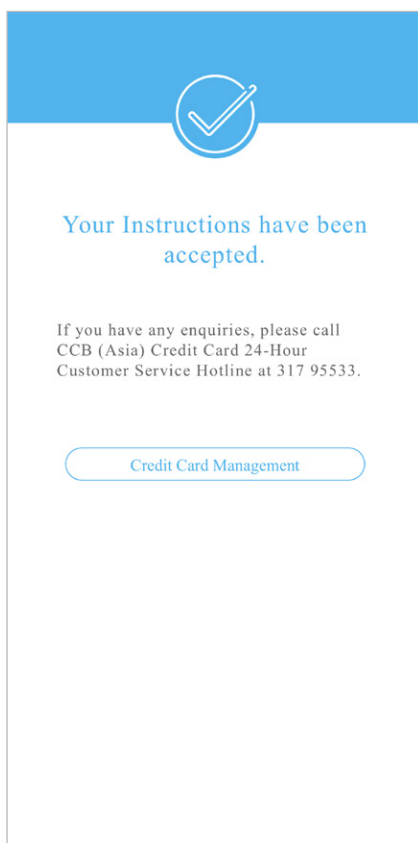 Your Instructions have been
accepted.
If you have any enquiries, please call
CCB (Asia) Credit Card 24-Hour
Customer Service Hotline at 317 95533.
Credit Card Management